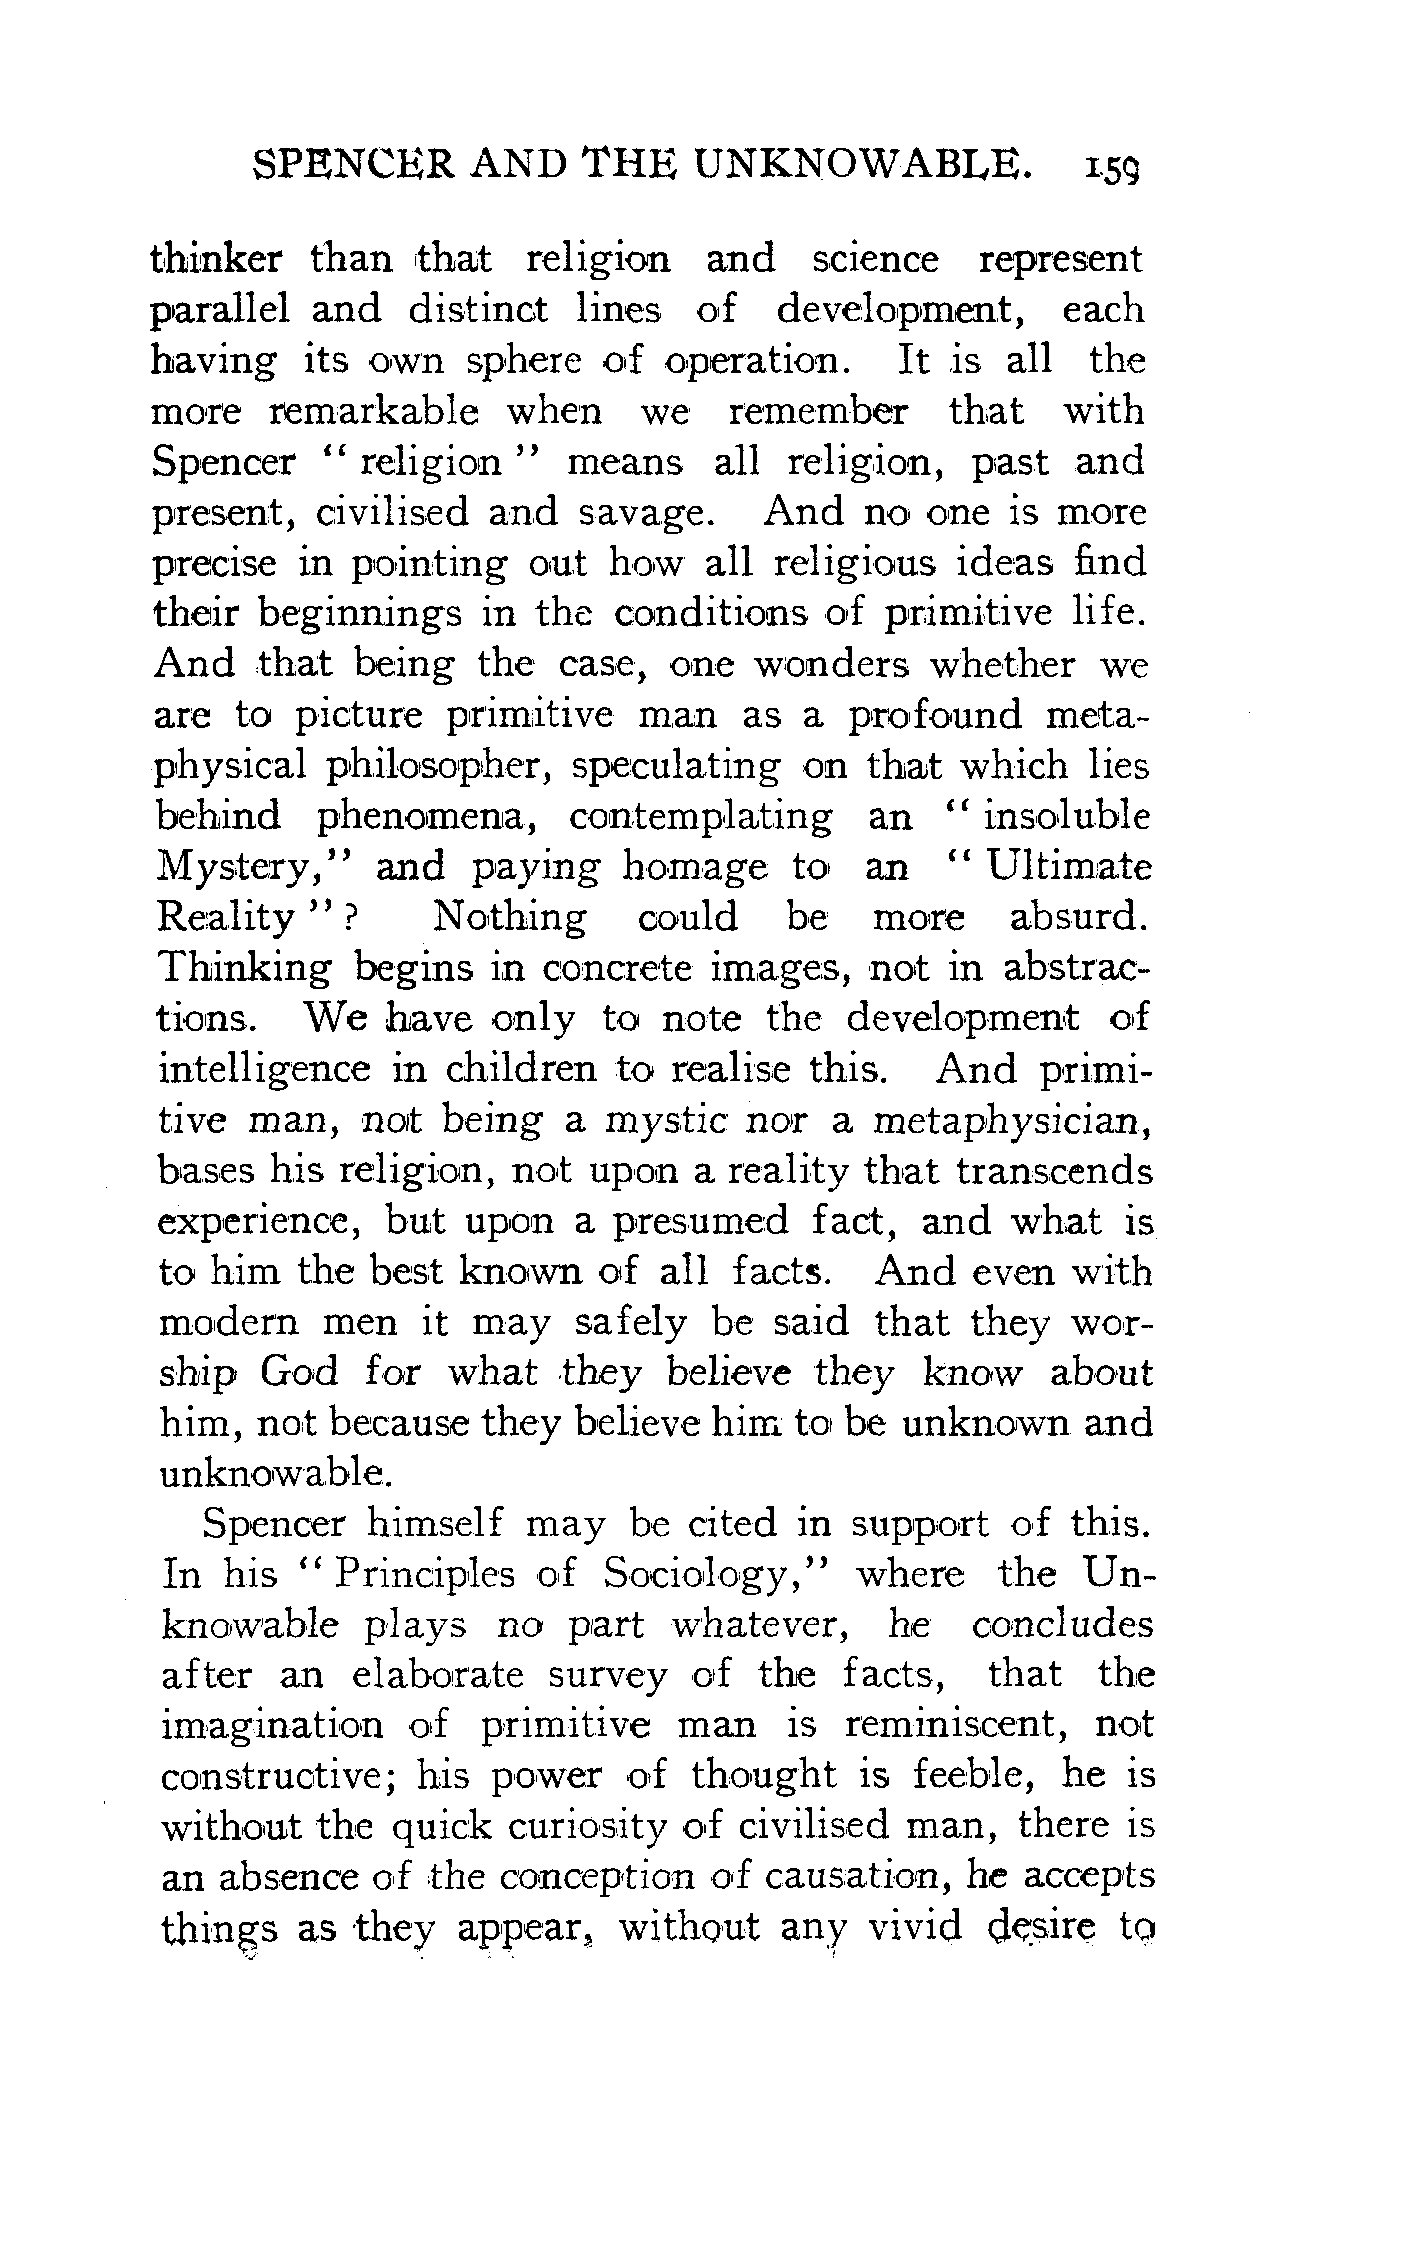 SPENCER AND THE UNKNOWABLE. 159
thinker than that religion and science represent
parallel and distinct lines of development, each
having its own sphere of operation. It is all the
more remarkable when we remember that with
Spencer " religion " means all religion, past and
present, civilised and savage. And no one is more
precise in pointing out how all religious ideas find
their beginnings in the conditions of primitive life.
And that being the case, one wonders whether we
are to picture primitive man as a profound meta-
physical philosopher, speculating on that which lies
behind phenomena, contemplating an " insoluble
Mystery," and paying homage to an " Ultimate
Reality " ? Nothing could be more absurd.
Thinking begins in concrete images, not in abstrac-
tions. We have only to note the development of
intelligence in children to realise this. And primi-
tive man, not being a mystic nor a metaphysician,
bases his religion, not upon a reality that transcends
experience, but upon a presumed fact, and what is
to him the best known of all facts. And even with
modern men it may safely be said that they wor-
ship God for what they believe they know about
him, not because they believe him to be unknown and
unknowable.
Spencer himself may be cited in support of this.
In his " Principles of Sociology," where the Un-
knowable plays no part whatever, he concludes
after an elaborate survey of the facts, that the
imagination of primitive man is reminiscent, not
constructive; his power of thought is feeble, he is
without the quick curiosity of civilised man, there is
an absence of the conception of causation, he accepts
things as they appear, without any vivid desire to